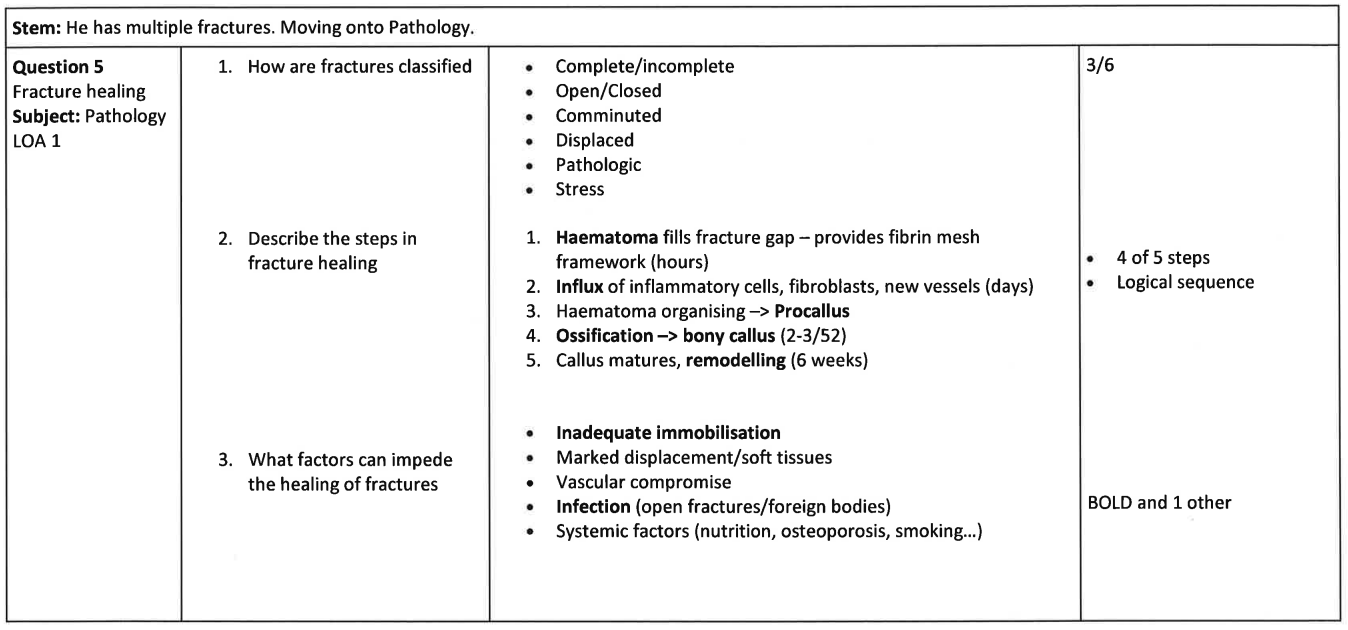 Stem: He has multiple fractures. Moving onto Pathology.
Question 5
Fracture healing
Subject: Pathology
LOA 1
1. How are fractures classified
• Complete/incomplete
• Open/Closed
• Comminuted
• Displaced
• Pathologic
• Stress
3/6
2. Describe the steps in
fracture healing
1. Haematoma fills fracture gap – provides fibrin mesh
framework (hours)
2. Influx of inflammatory cells, fibroblasts, new vessels (days)
3. Haematoma organising –> Procallus
4. Ossification –> bony callus (2-3/52)
5. Callus matures, remodelling (6 weeks)
• 4 of 5 steps
• Logical sequence
3. What factors can impede
the healing of fractures
• Inadequate immobilisation
• Marked displacement/soft tissues
• Vascular compromise
• Infection (open fractures/foreign bodies)
• Systemic factors (nutrition, osteoporosis, smoking...)
BOLD and 1 other